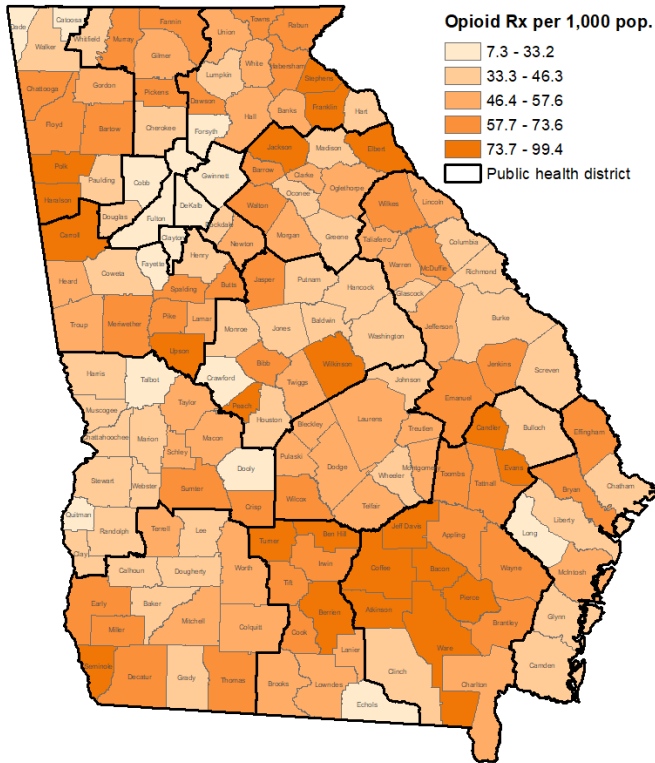 Opioid Rx per 1,000 pop.
7.3 - 33.2
33.3 - 46.3
46.4 - 57.6
57.7 - 73.6
73.7 - 99.4
Public health district
Dade
Catoosa
Walker
Whitfield
Murray
Fannin
Gilmer
Union
Towns
Rabun
White
Habersham
Lumpkin
Stephens
Chattooga
Gordon
Pickens
Dawson
Franklin
Hart
Floyd
Bartow
Cherokee
Forsyth
Hall
Banks
Polk
Paulding
Cobb
Gwinnett
Jackson
Madison
Elbert
Barrow
Clarke
Haralson
Douglas
Fulton
DeKalb
Walton
Oconee
Oglethorpe
Wilkes
Lincoln
Carroll
Clayton
Rockdale
Newton
Morgan
Greene
Taliaferro
Columbia
Fayette
Henry
McDuffie
Warren
Richmond
Heard
Coweta
Spalding
Butts
Jasper
Putnam
Hancock
Glascock
Troup
Meriwether
Pike
Lamar
Monroe
Jones
Baldwin
Washington
Jefferson
Burke
Upson
Harris
Talbot
Crawford
Bibb
Twiggs
Wilkinson
Johnson
Jenkins
Screven
Emanuel
Muscogee
Taylor
Peach
Houston
Laurens
Treutlen
Candler
Bulloch
Effingham
Chattahoochee
Marion
Macon
Schley
Bleckley
Pulaski
Dodge
Wheeler
Montgomery
Toombs
Tattnall
Evans
Bryan
Chatham
Stewart
Webster
Sumter
Dooly
Crisp
Wilcox
Telfair
Long
Liberty
Quitman
Randolph
Terrell
Lee
Turner
Ben Hill
Jeff Davis
Appling
Clay
Calhoun
Dougherty
Worth
Irwin
Tift
Coffee
Bacon
Wayne
McIntosh
Early
Baker
Mitchell
Colquitt
Cook
Berrien
Atkinson
Pierce
Brantley
Glynn
Miller
Ware
Seminole
Decatur
Grady
Thomas
Brooks
Lanier
Lowndes
Clinch
Charlton
Camden
Echols